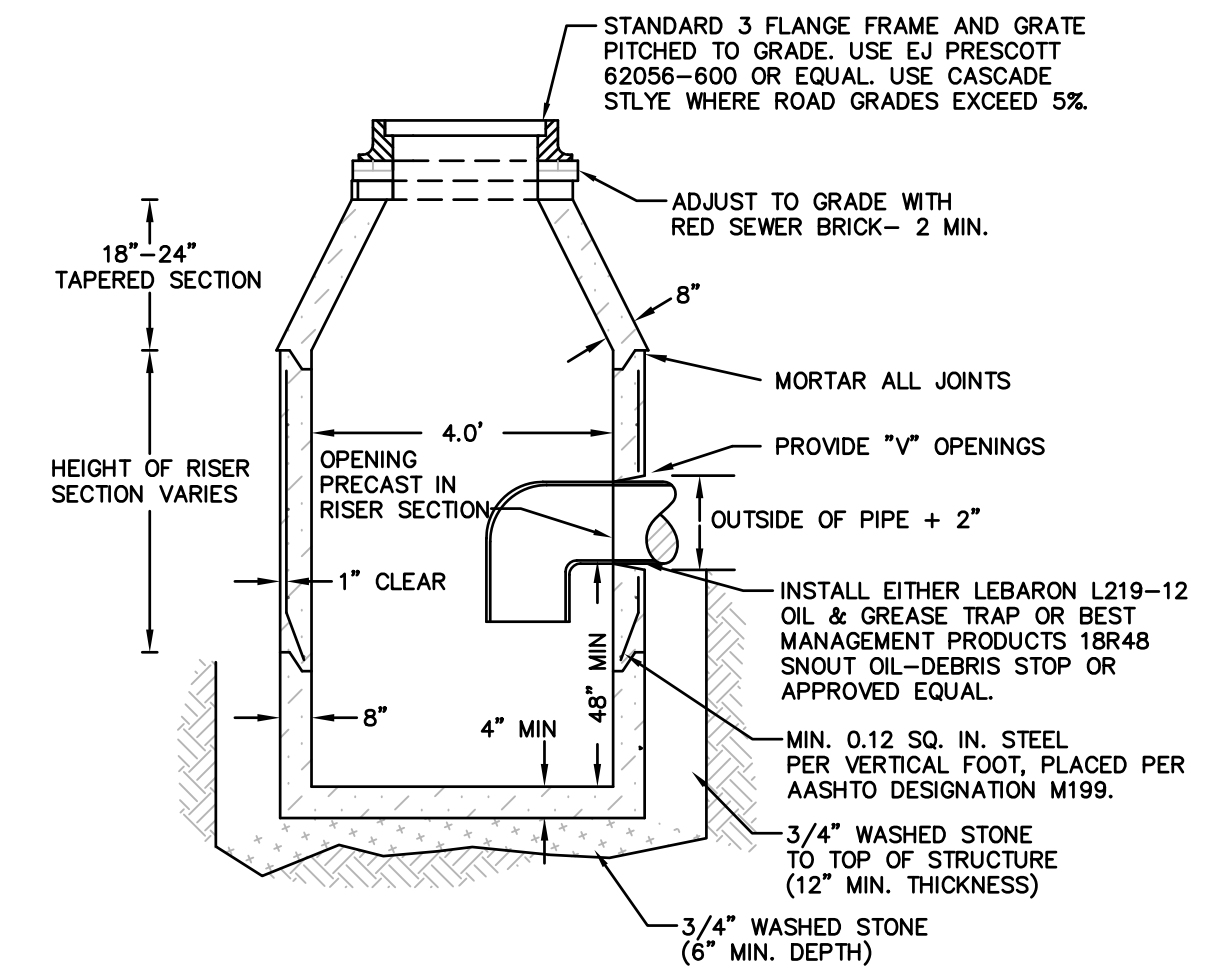 STANDARD 3 FLANGE FRAME AND GRATE
PITCHED TO GRADE. USE EJ PRESCOTT
62056-600 OR EQUAL. USE CASCADE
STLYE WHERE ROAD GRADES EXCEED 5%.
ADJUST TO GRADE WITH
RED SEWER BRICK- 2 MIN.
18"-24"
TAPERED SECTION
8"
MORTAR ALL JOINTS
4.0'
PROVIDE "V" OPENINGS
HEIGHT OF RISER
SECTION VARIES
OPENING
PRECAST IN
RISER SECTION
OUTSIDE OF PIPE + 2"
1" CLEAR
INSTALL EITHER LEBARON L219-12
OIL & GREASE TRAP OR BEST
MANAGEMENT PRODUCTS 18R48
SNOUT OIL-DEBRIS STOP OR
APPROVED EQUAL.
48" MIN
8"
4" MIN
MIN. 0.12 SQ. IN. STEEL
PER VERTICAL FOOT, PLACED PER
AASHTO DESIGNATION M199.
3/4" WASHED STONE
TO TOP OF STRUCTURE
(12" MIN. THICKNESS)
3/4" WASHED STONE
(6" MIN. DEPTH)